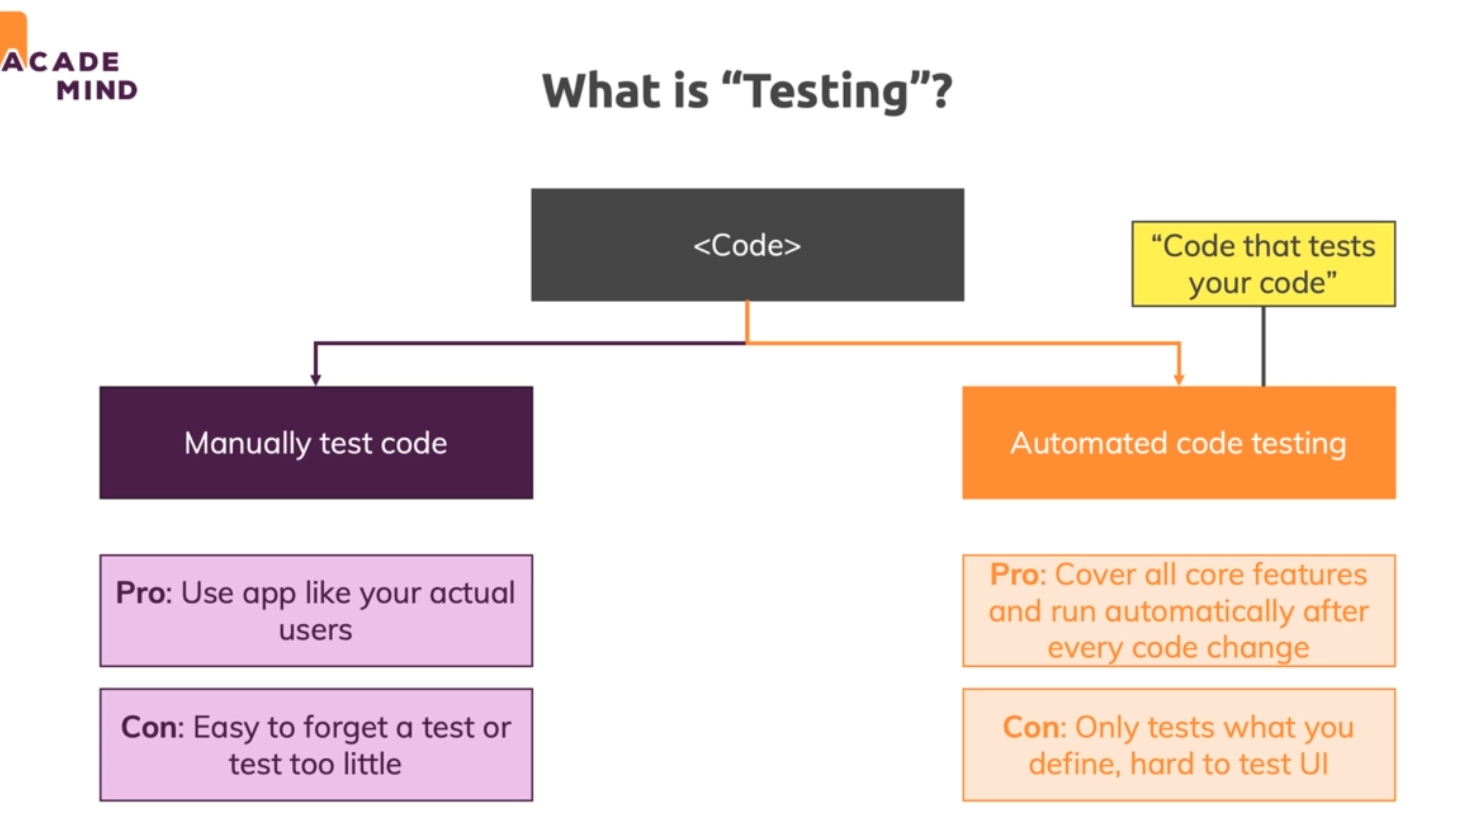 ACADE
MIND
What is “Testing”?
<Code>
“Code that tests
your code”
Manually test code
Automated code testing
Pro: Use app like your actual
users
Pro: Cover all core features
and run automatically after
every code change
Con: Easy to forget a test or
test too little
Con: Only tests what you
define, hard to test UI